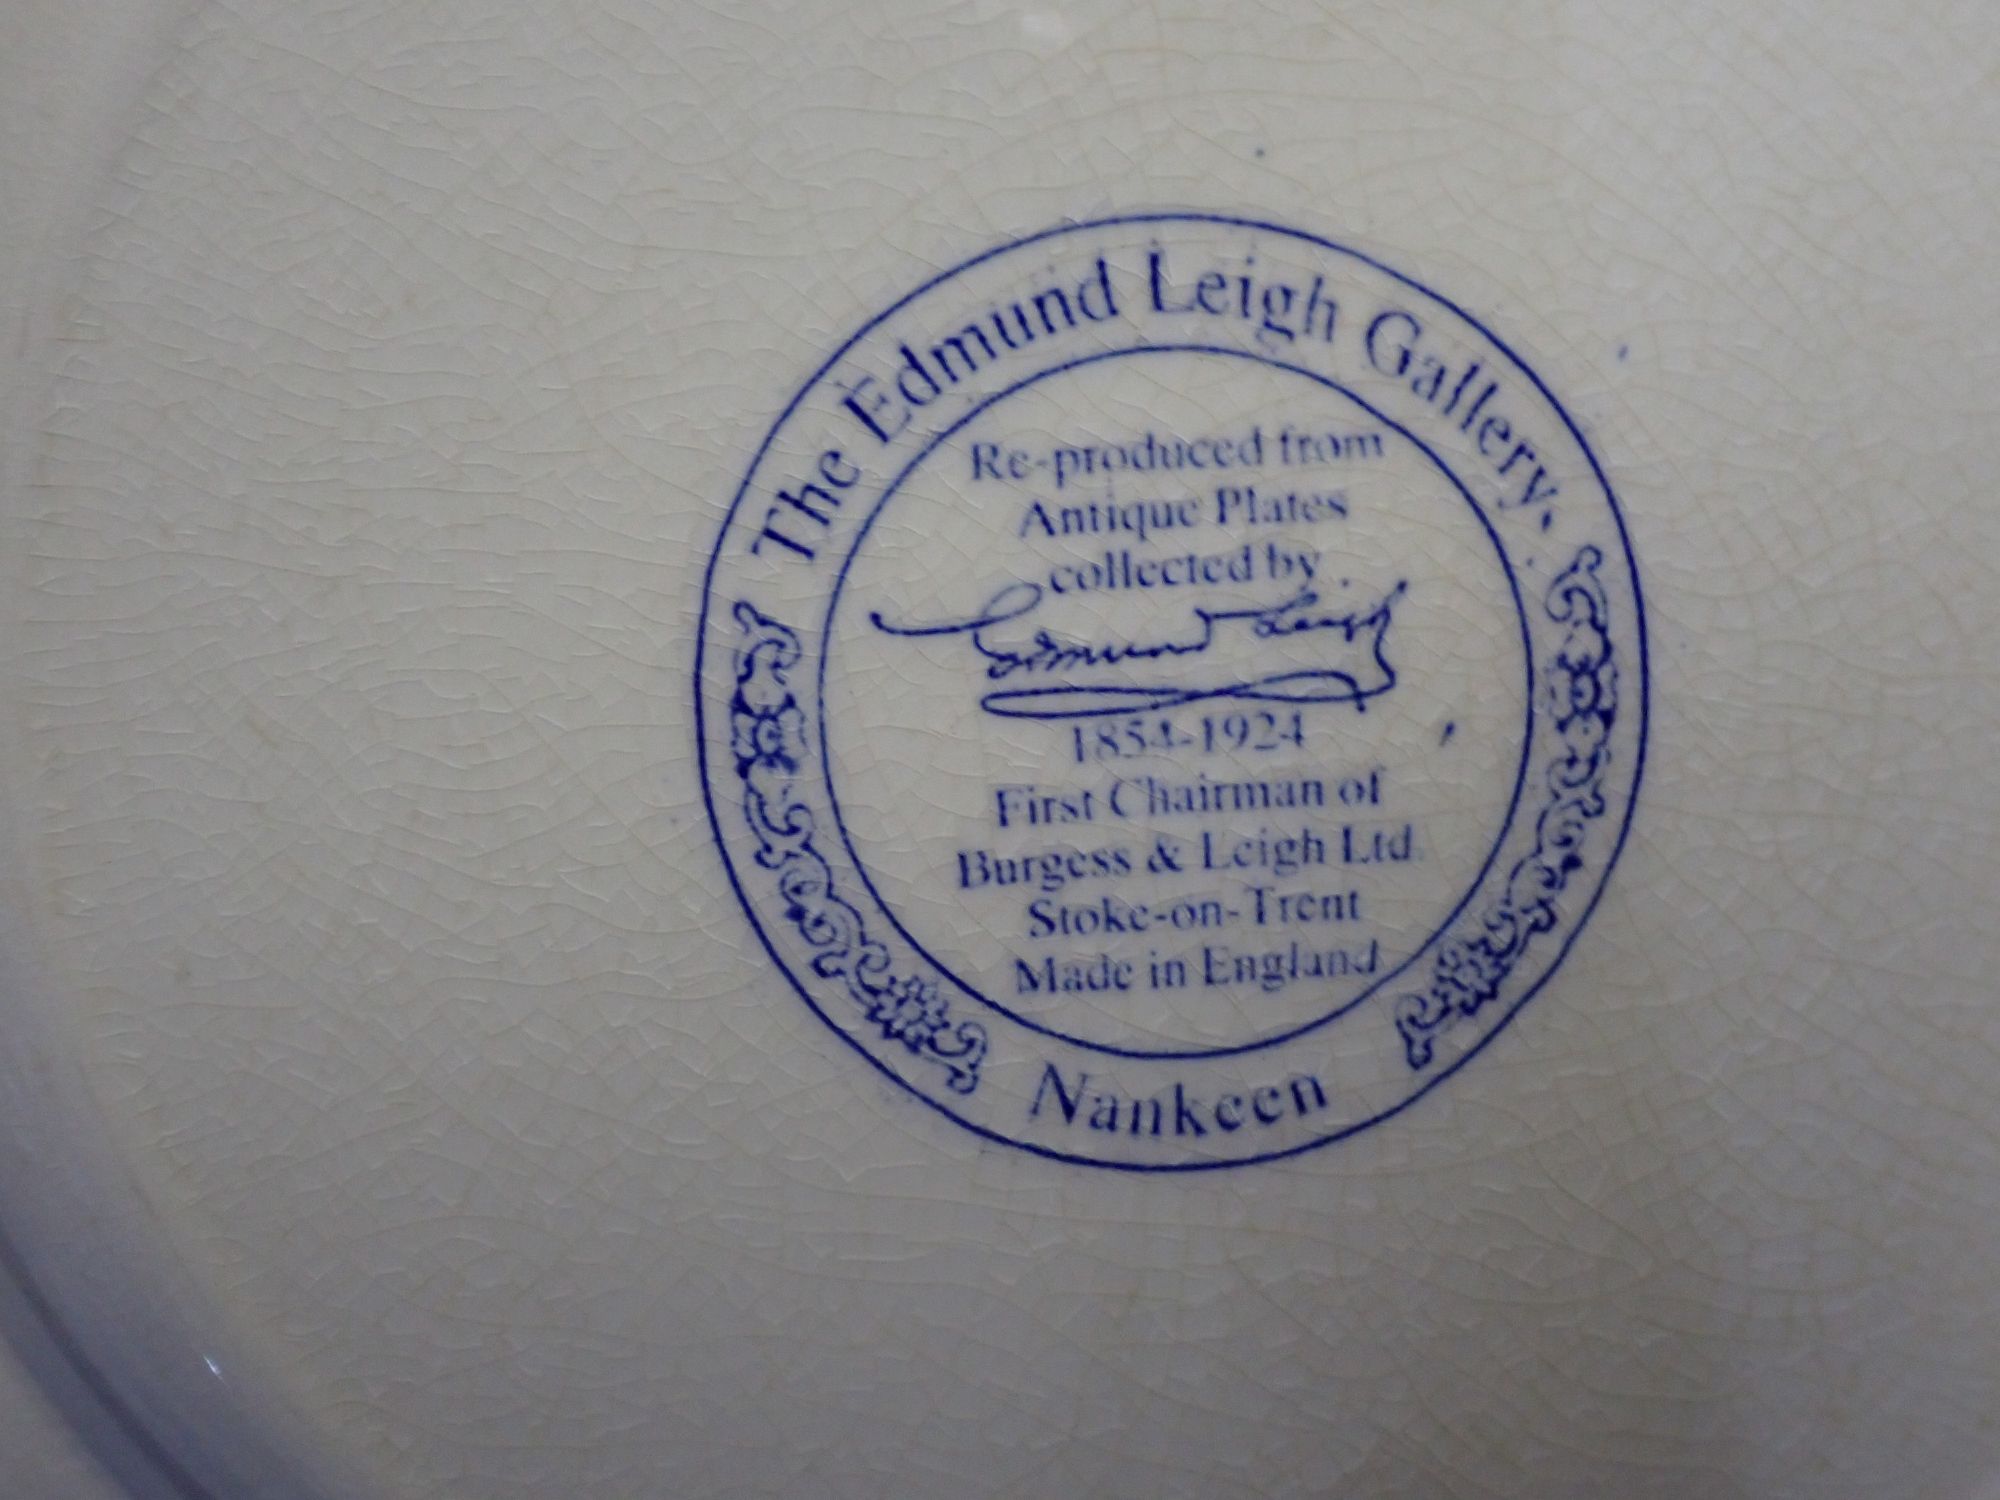 The Edmund Leigh Gallery.
Re-produced from
Antique Plates
collected by
Edmund Leigh
1854-1924
First Chairman of
Burgess & Leigh Ltd.
Stoke-on-Trent
Made in England
Nankeen